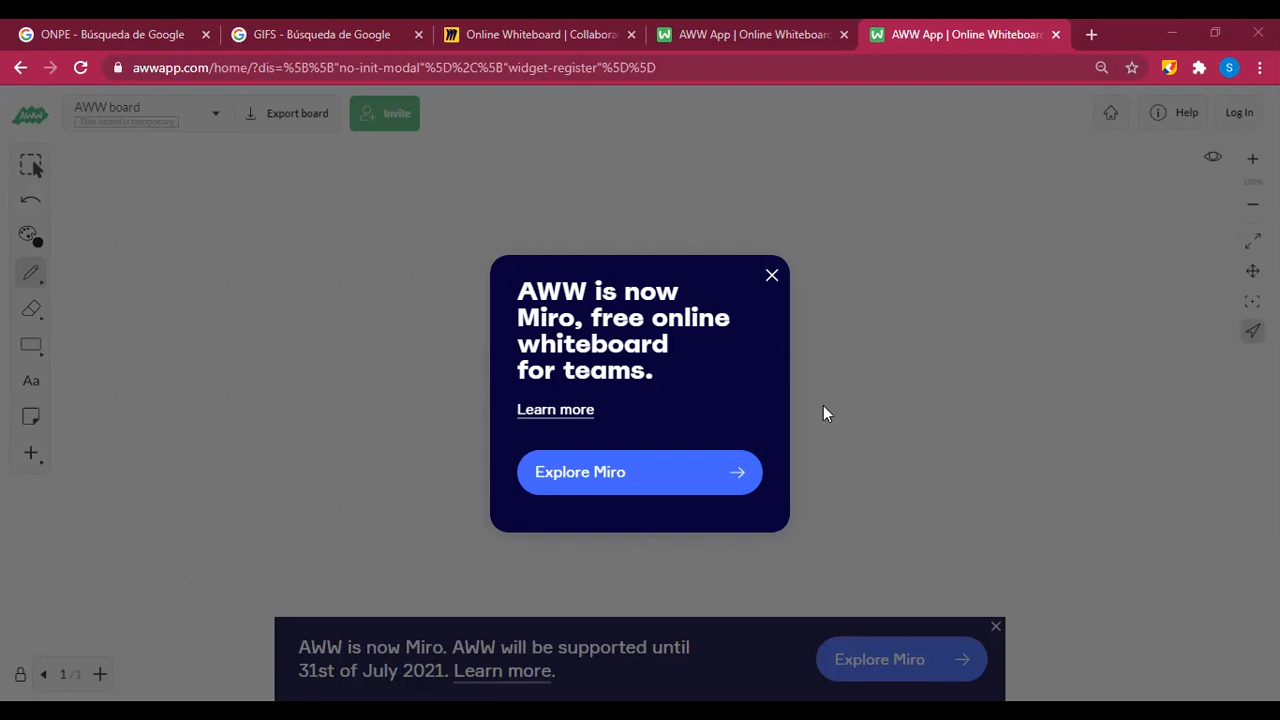 ONPE - Búsqueda de Google
GIFS - Búsqueda de Google
Online Whiteboard | Collabora
AWW App | Online Whiteboard
AWW App | Online Whiteboard
awwapp.com/home/?dis=%5B%5B"no-init-modal"%5D%2C%5B"widget-register"%5D%5D
S
AWW
AWW board
This board is temporary
Export board
Invite
Help
Log In
100%
Aa
AWW is now
Miro, free online
whiteboard
for teams.
Learn more
Explore Miro
AWW is now Miro. AWW will be supported until
31st of July 2021. Learn more.
Explore Miro
1/1